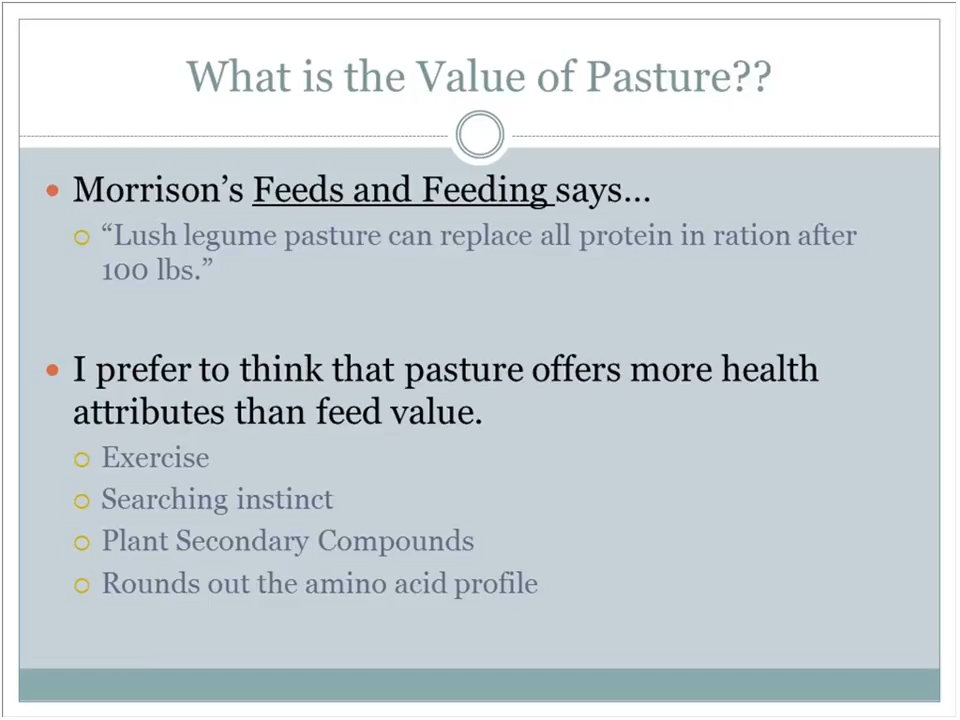 What is the Value of Pasture??
Morrison’s Feeds and Feeding says…
“Lush legume pasture can replace all protein in ration after
100 lbs.”
I prefer to think that pasture offers more health
attributes than feed value.
Exercise
Searching instinct
Plant Secondary Compounds
Rounds out the amino acid profile